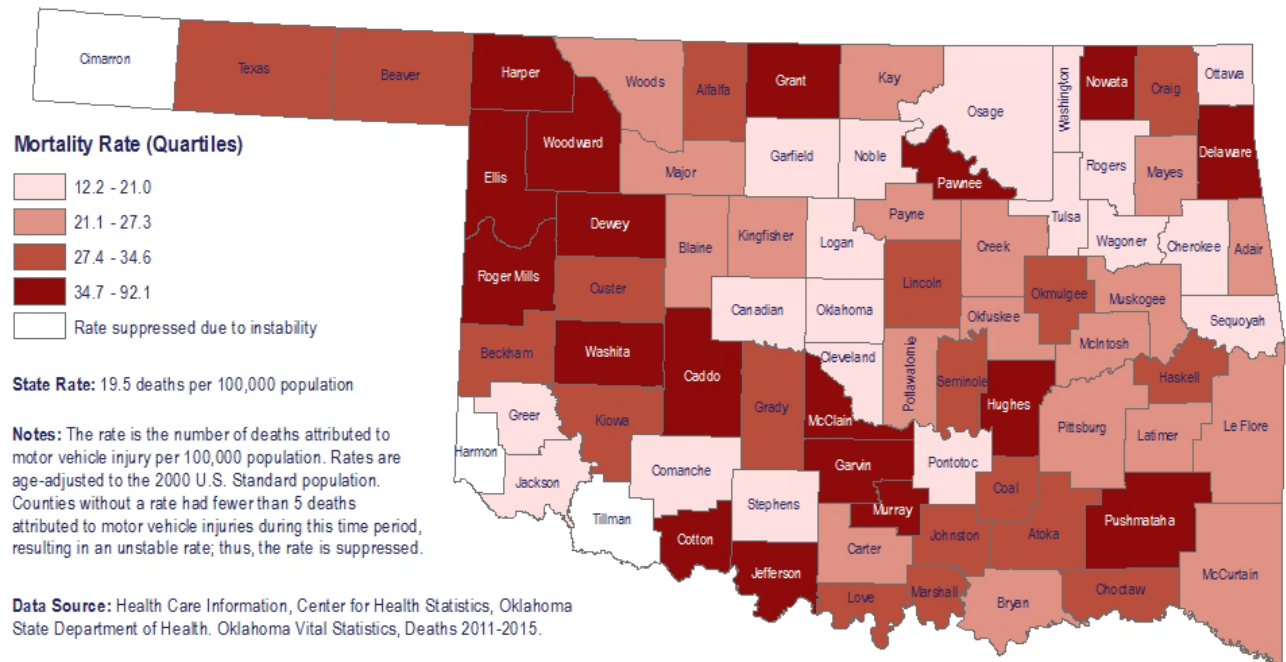 Cimarron
Texas
Beaver
Harper
Woods
Alfalfa
Grant
Kay
Osage
Washington
Nowata
Craig
Ottawa
Mortality Rate (Quartiles)
12.2 - 21.0
21.1 - 27.3
27.4 - 34.6
34.7 - 92.1
Rate suppressed due to instability
State Rate: 19.5 deaths per 100,000 population
Notes: The rate is the number of deaths attributed to
motor vehicle injury per 100,000 population. Rates are
age-adjusted to the 2000 U.S. Standard population.
Counties without a rate had fewer than 5 deaths
attributed to motor vehicle injuries during this time period,
resulting in an unstable rate; thus, the rate is suppressed.
Data Source: Health Care Information, Center for Health Statistics, Oklahoma
State Department of Health. Oklahoma Vital Statistics, Deaths 2011-2015.
Woodward
Ellis
Major
Garfield
Noble
Pawnee
Rogers
Mayes
Delaware
Dewey
Blaine
Kingfisher
Logan
Payne
Creek
Tulsa
Wagoner
Cherokee
Adair
Roger Mills
Custer
Canadian
Oklahoma
Lincoln
Okmulgee
Muskogee
Okfuskee
Sequoyah
Beckham
Washita
Caddo
Cleveland
Pottawatomie
Seminole
McIntosh
Haskell
Greer
Kiowa
Grady
McClain
Hughes
Pittsburg
Latimer
Le Flore
Harmon
Jackson
Comanche
Garvin
Pontotoc
Coal
Tillman
Stephens
Murray
Cotton
Carter
Johnston
Atoka
Pushmataha
Jefferson
Love
Marshall
Bryan
Choctaw
McCurtain